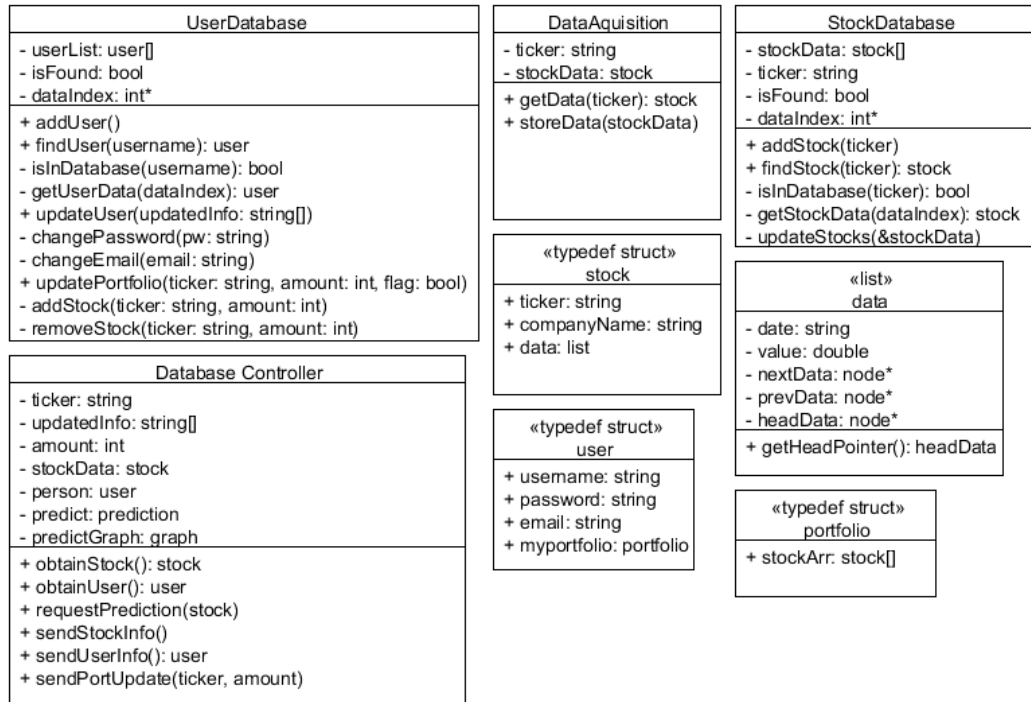 UserDatabase
- userList: user[]
- isFound: bool
- dataIndex: int*
+ addUser()
+ findUser(username): user
- isInDatabase(username): bool
- getUserData(dataIndex): user
+ updateUser(updatedInfo: string[])
- changePassword(pw: string)
- changeEmail(email: string)
+ updatePortfolio(ticker: string, amount: int, flag: bool)
- addStock(ticker: string, amount: int)
- removeStock(ticker: string, amount: int)
DataAquisition
- ticker: string
- stockData: stock
+ getData(ticker): stock
+ storeData(stockData)
StockDatabase
- stockData: stock[]
- ticker: string
- isFound: bool
- dataIndex: int*
+ addStock(ticker)
+ findStock(ticker): stock
- isInDatabase(ticker): bool
- getStockData(dataIndex): stock
- updateStocks(&stockData)
«typedef struct»
stock
+ ticker: string
+ companyName: string
+ data: list
«list»
data
- date: string
- value: double
- nextData: node*
- prevData: node*
- headData: node*
+ getHeadPointer(): headData
Database Controller
- ticker: string
- updatedInfo: string[]
- amount: int
- stockData: stock
- person: user
- predict: prediction
- predictGraph: graph
+ obtainStock(): stock
+ obtainUser(): user
+ requestPrediction(stock)
+ sendStockInfo()
+ sendUserInfo(): user
+ sendPortUpdate(ticker, amount)
«typedef struct»
user
+ username: string
+ password: string
+ email: string
+ myportfolio: portfolio
«typedef struct»
portfolio
+ stockArr: stock[]